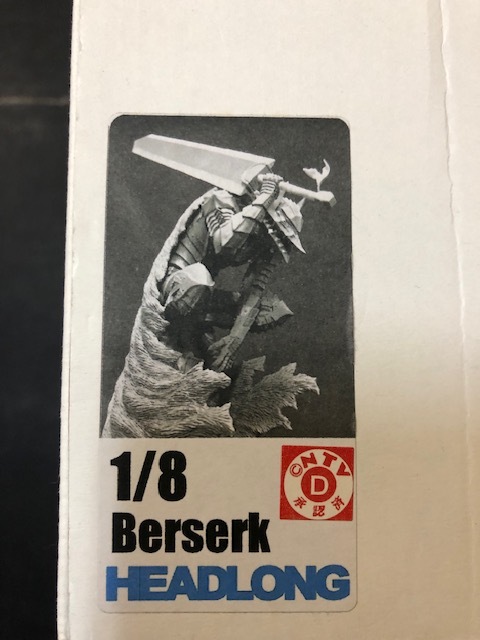 1/8
Berserk
HEADLONG
©NTV
D
承認済